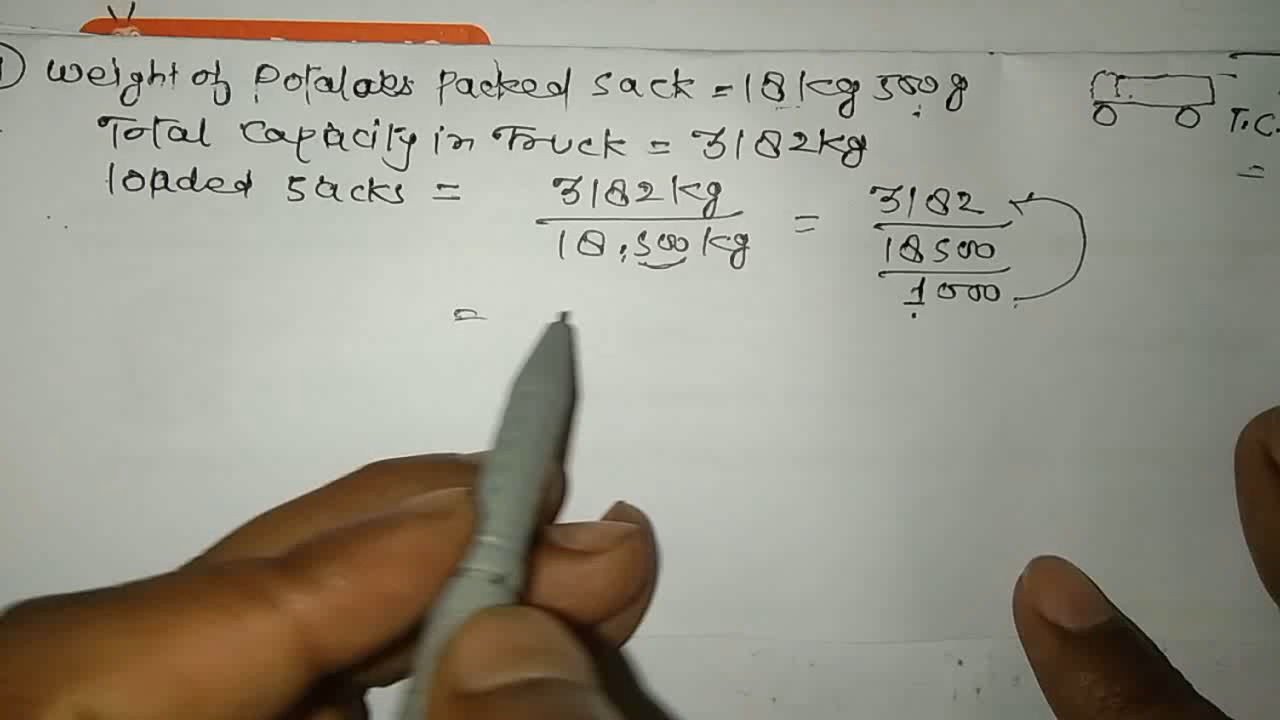 1) Weight of Potatoes Packed sack = 18 kg 500 g
Total Capacity in Truck = 3182 kg
T.C.
=
loaded sacks = 3182 kg / 18.500 kg = 3182 / 18500 / 1000
=